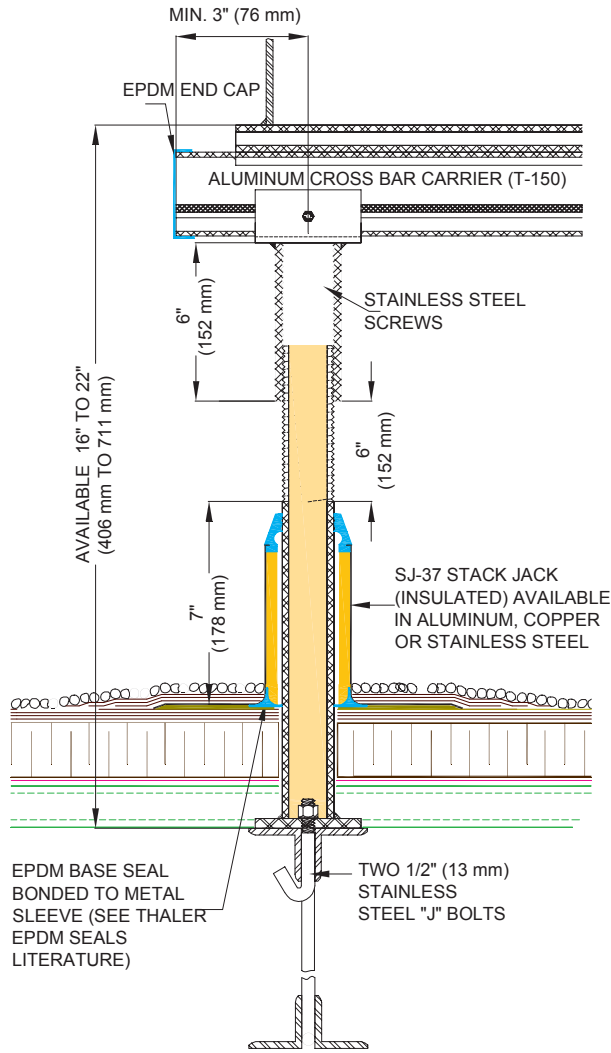 MIN. 3" (76 mm)
EPDM END CAP
ALUMINUM CROSS BAR CARRIER (T-150)
6"
(152 mm)
STAINLESS STEEL
SCREWS
AVAILABLE 16" TO 22"
(406 mm TO 711 mm)
6"
(152 mm)
7"
(178 mm)
SJ-37 STACK JACK
(INSULATED) AVAILABLE
IN ALUMINUM, COPPER
OR STAINLESS STEEL
EPDM BASE SEAL
BONDED TO METAL
SLEEVE (SEE THALER
EPDM SEALS
LITERATURE)
TWO 1/2" (13 mm)
STAINLESS
STEEL "J" BOLTS